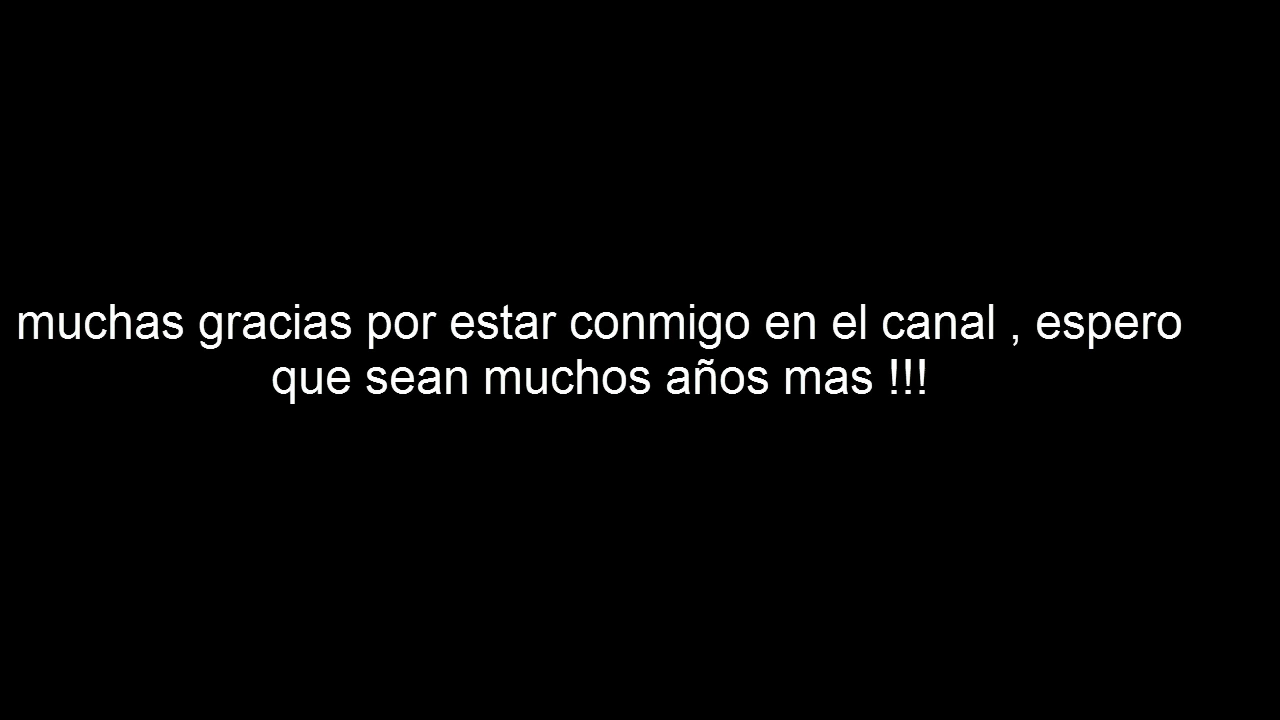 muchas gracias por estar conmigo en el canal , espero
que sean muchos años mas !!!